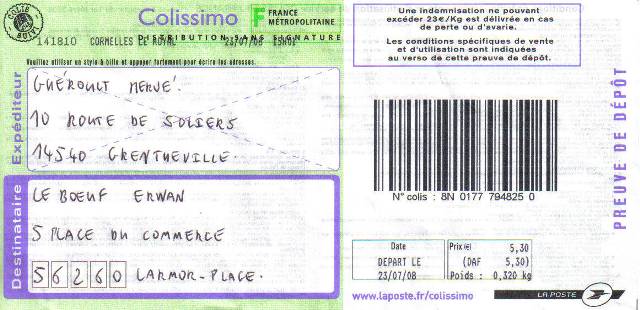 Colissimo F FRANCE MÉTROPOLITAINE
COLIS POSTAL
DISTRIBUTION SANS SIGNATURE
141810 CORMELLES LE ROYAL 23/07/08 15H01
Veuillez utiliser un stylo à bille et appuyer fortement pour écrire les adresses.
Expéditeur
GUÉROULT HERVÉ.
10 ROUTE DE SOLIERS
14540 GRENTHEVILLE.
Destinataire
LE BOEUF ERWAN
5 PLACE DU COMMERCE
56260 LARMOR-PLAGE.
Une indemnisation ne pouvant
excéder 23€/Kg est délivrée en cas
de perte ou d'avarie.
Les conditions spécifiques de vente
et d'utilisation sont indiquées
au verso de cette preuve de dépôt.
N° colis : 8N 0177 794825 0
PREUVE DE DÉPÔT
Date
DEPART LE
23/07/08
Prix (€) 5,30
(DAF 5,30)
Poids : 0,320 kg
www.laposte.fr/colissimo
LA POSTE